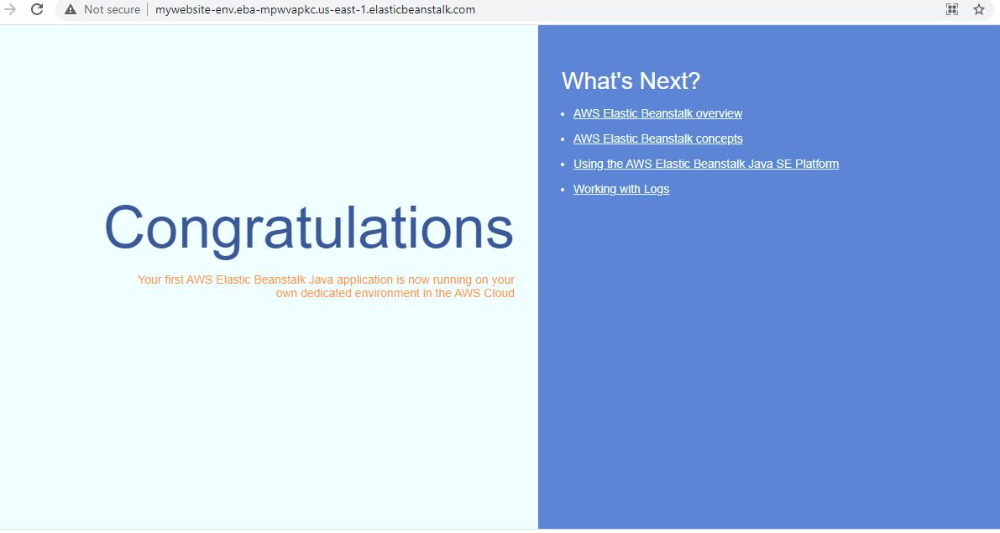 Not secure mywebsite-env.eba-mpwvapkc.us-east-1.elasticbeanstalk.com
Congratulations
Your first AWS Elastic Beanstalk Java application is now running on your
own dedicated environment in the AWS Cloud
What's Next?
AWS Elastic Beanstalk overview
AWS Elastic Beanstalk concepts
Using the AWS Elastic Beanstalk Java SE Platform
Working with Logs